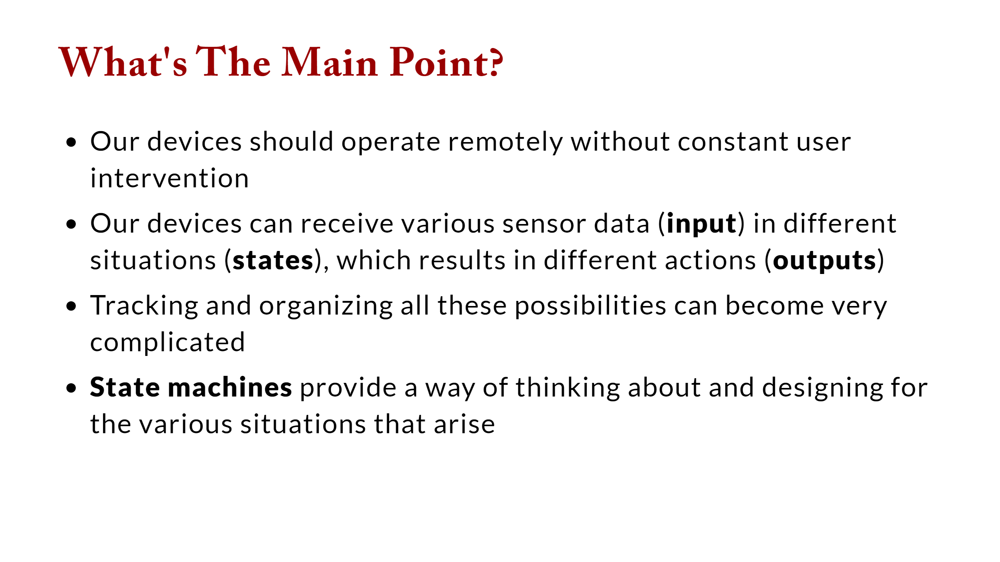 What's The Main Point?
• Our devices should operate remotely without constant user
intervention
• Our devices can receive various sensor data (input) in different
situations (states), which results in different actions (outputs)
• Tracking and organizing all these possibilities can become very
complicated
• State machines provide a way of thinking about and designing for
the various situations that arise